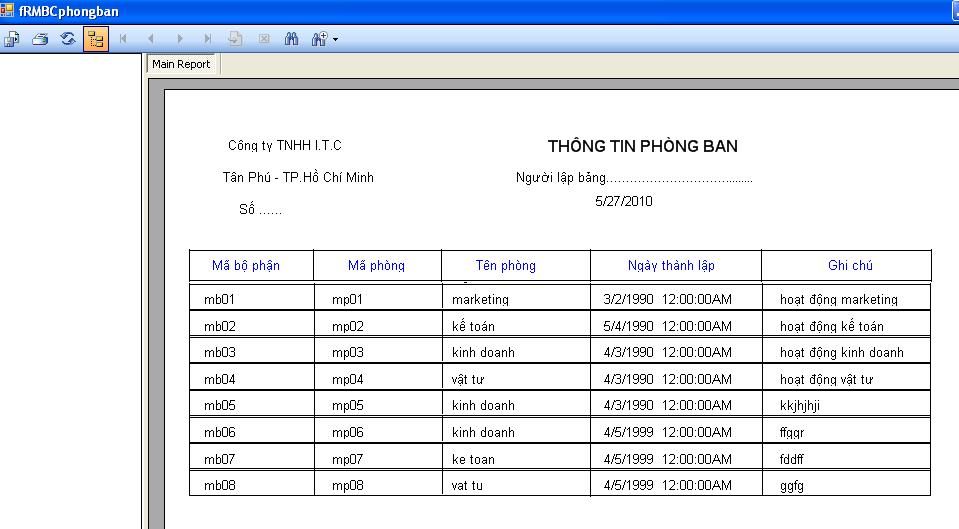 fRMBCphongban
Main Report
Công ty TNHH I.T.C
THÔNG TIN PHÒNG BAN
Tân Phú - TP.Hồ Chí Minh
Người lập bảng......................................
5/27/2010
Số ......
Mã bộ phận Mã phòng Tên phòng Ngày thành lập Ghi chú
mb01 mp01 marketing 3/2/1990 12:00:00AM hoạt động marketing
mb02 mp02 kế toán 5/4/1990 12:00:00AM hoạt động kế toán
mb03 mp03 kinh doanh 4/3/1990 12:00:00AM hoạt động kinh doanh
mb04 mp04 vật tư 4/3/1990 12:00:00AM hoạt động vật tư
mb05 mp05 kinh doanh 4/3/1990 12:00:00AM kkjhjhji
mb06 mp06 kinh doanh 4/5/1999 12:00:00AM ffggr
mb07 mp07 ke toan 4/5/1999 12:00:00AM fddff
mb08 mp08 vat tu 4/5/1999 12:00:00AM ggfg